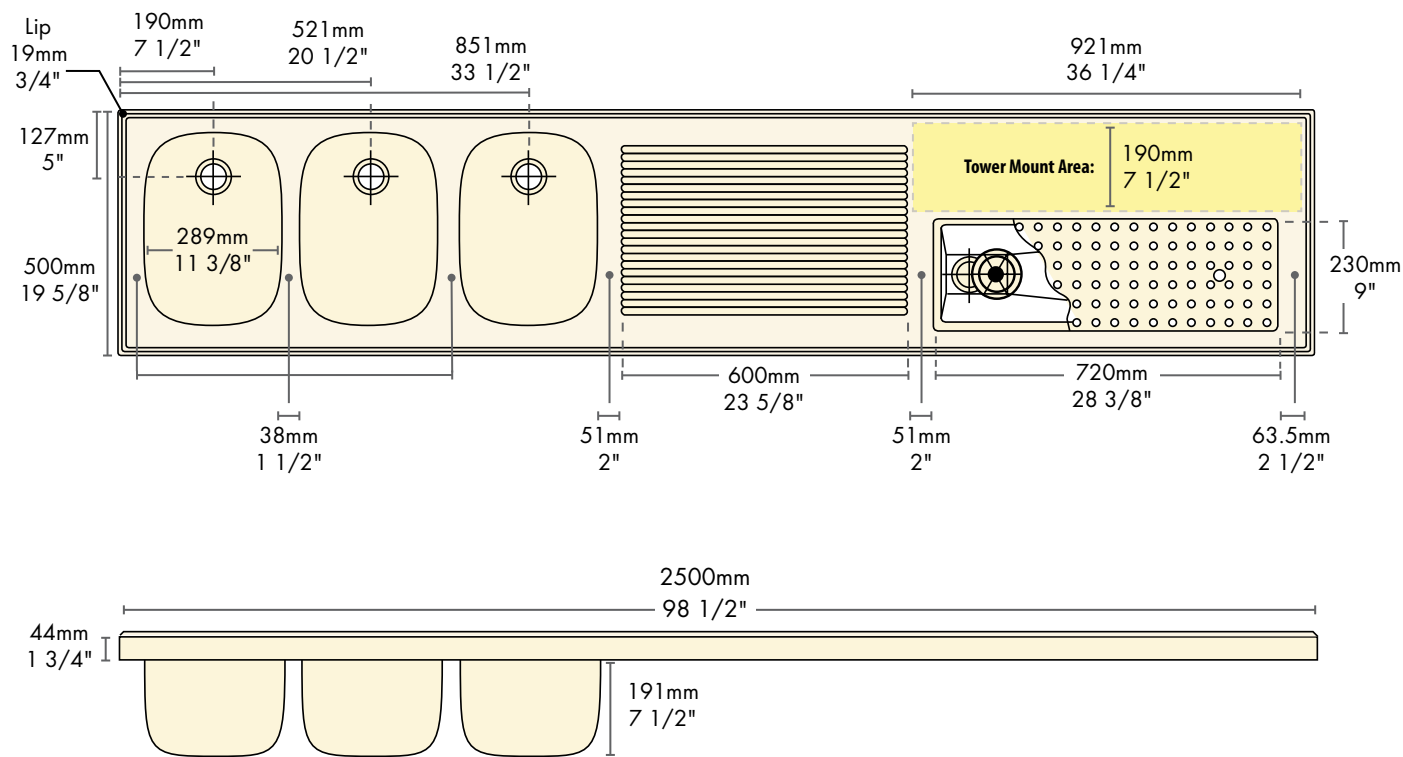 Lip
19mm
3/4"
190mm
7 1/2"
521mm
20 1/2"
851mm
33 1/2"
921mm
36 1/4"
127mm
5"
Tower Mount Area:
190mm
7 1/2"
289mm
11 3/8"
500mm
19 5/8"
230mm
9"
600mm
23 5/8"
720mm
28 3/8"
38mm
1 1/2"
51mm
2"
51mm
2"
63.5mm
2 1/2"
2500mm
98 1/2"
44mm
1 3/4"
191mm
7 1/2"